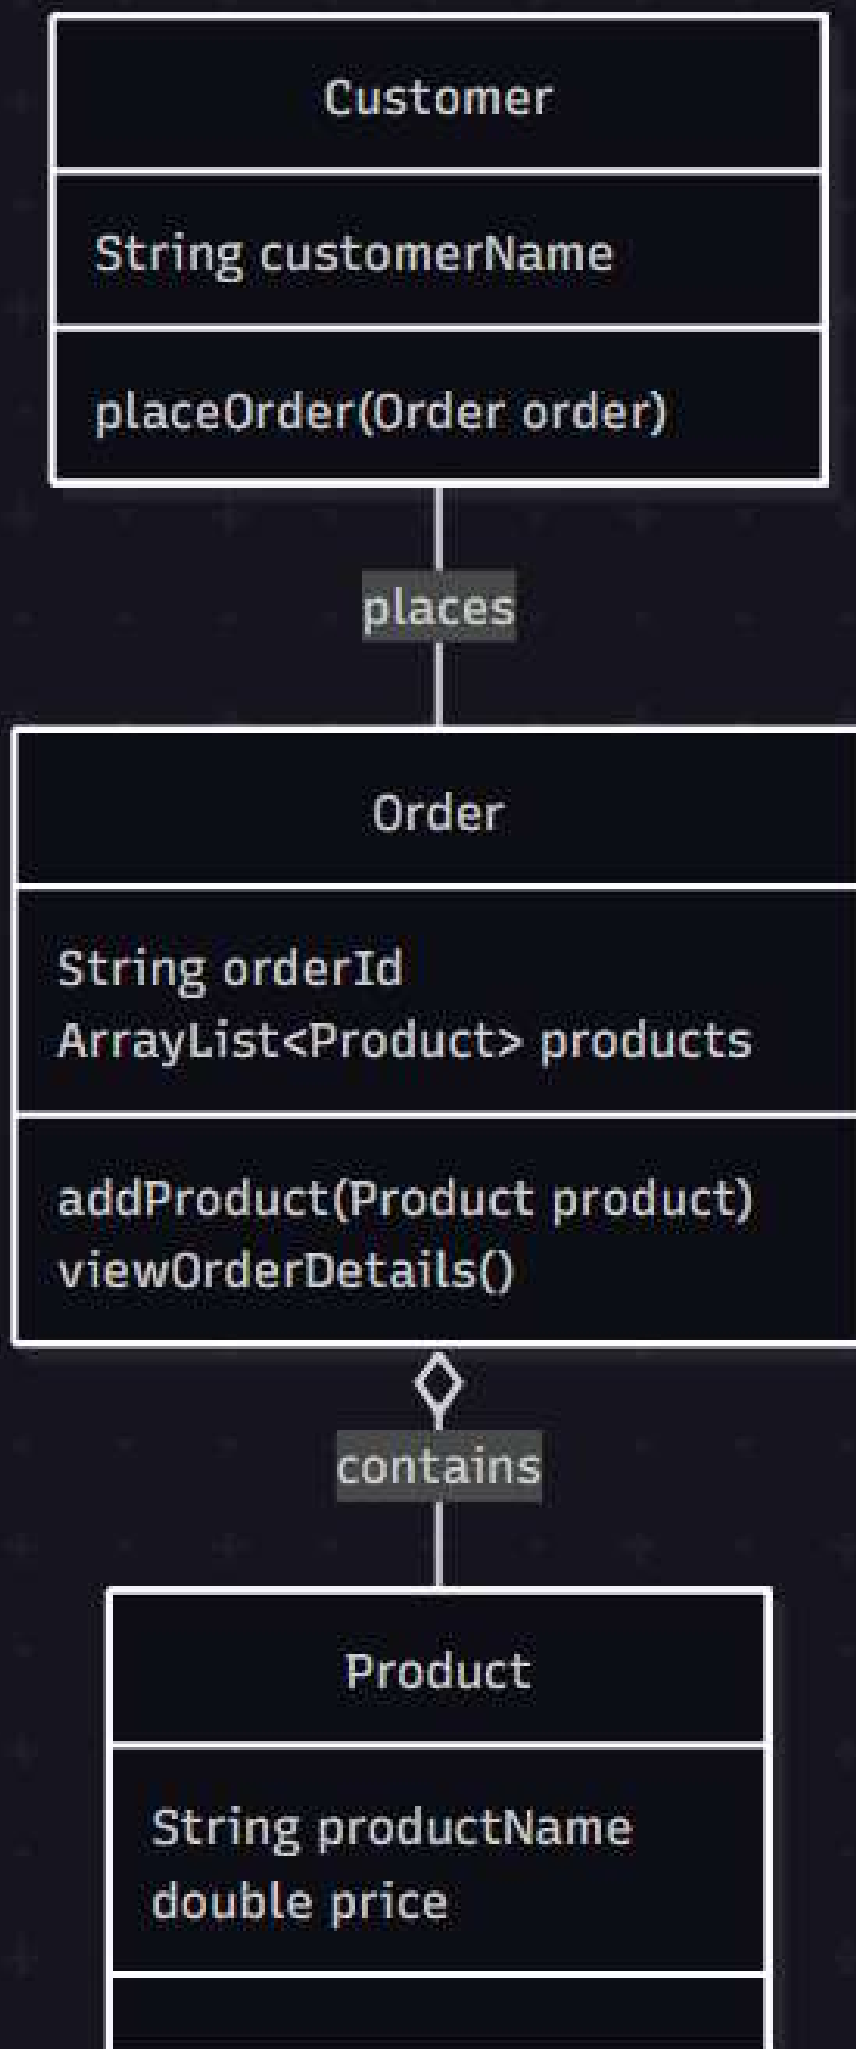 Customer
String customerName
placeOrder(Order order)
places
Order
String orderId
ArrayList<Product> products
addProduct(Product product)
viewOrderDetails()
contains
Product
String productName
double price